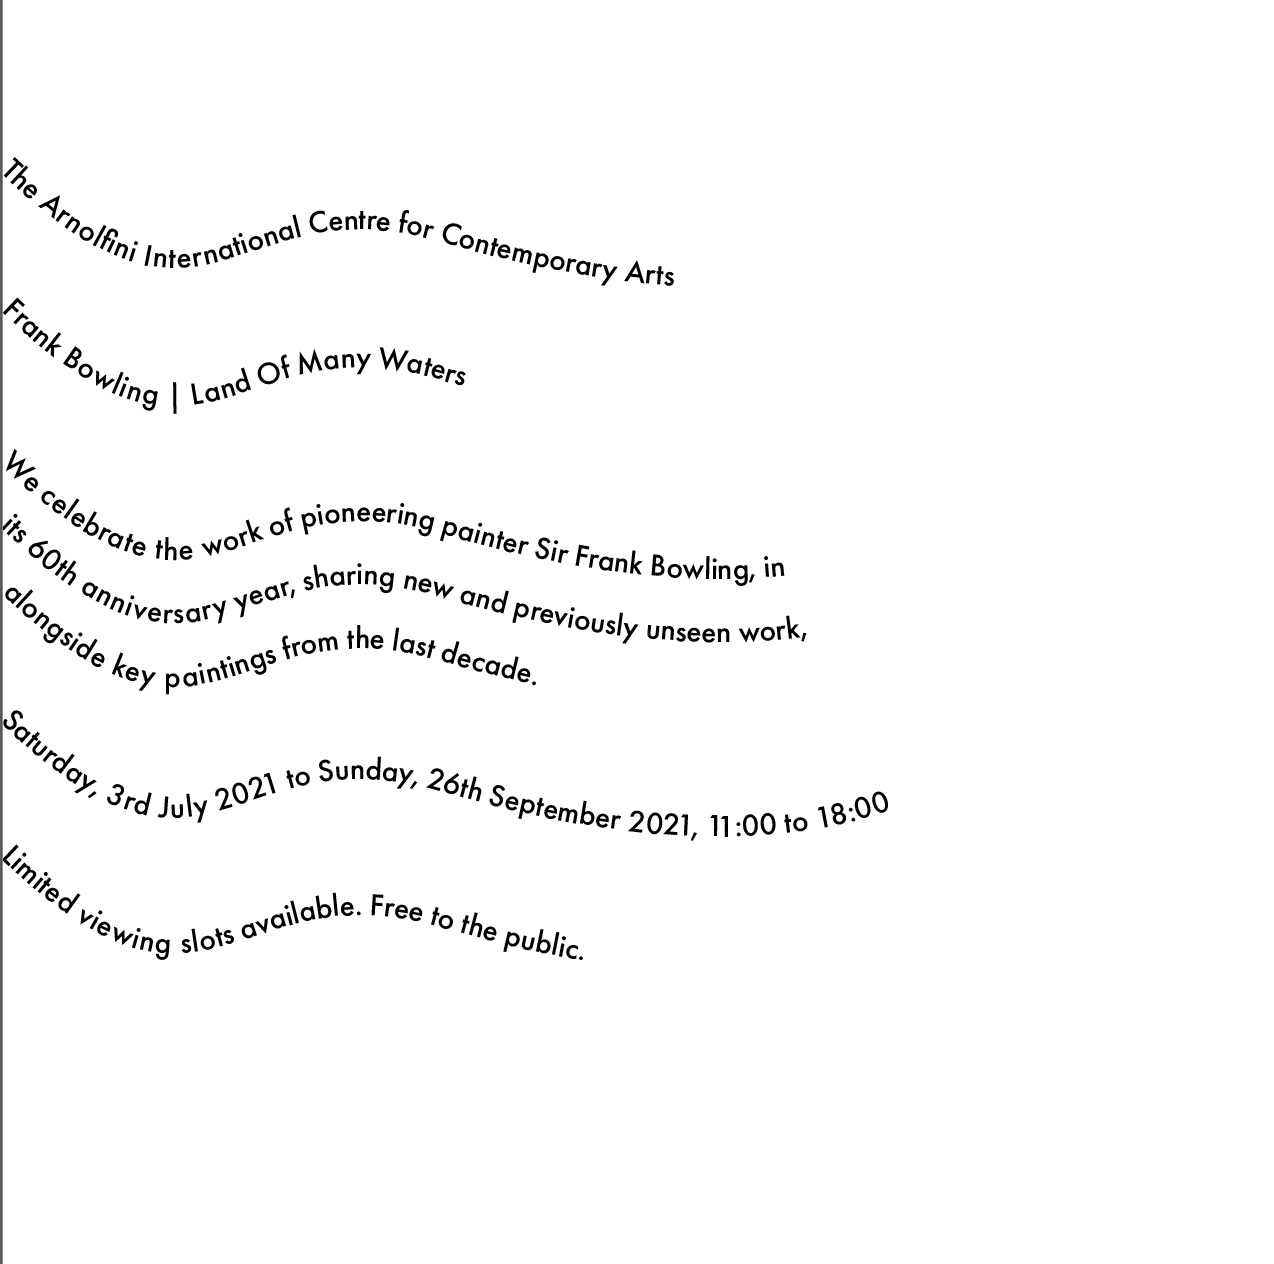 The Arnolfini International Centre for Contemporary Arts
Frank Bowling | Land Of Many Waters
We celebrate the work of pioneering painter Sir Frank Bowling, in
its 60th anniversary year, sharing new and previously unseen work,
alongside key paintings from the last decade.
Saturday, 3rd July 2021 to Sunday, 26th September 2021, 11:00 to 18:00
Limited viewing slots available. Free to the public.